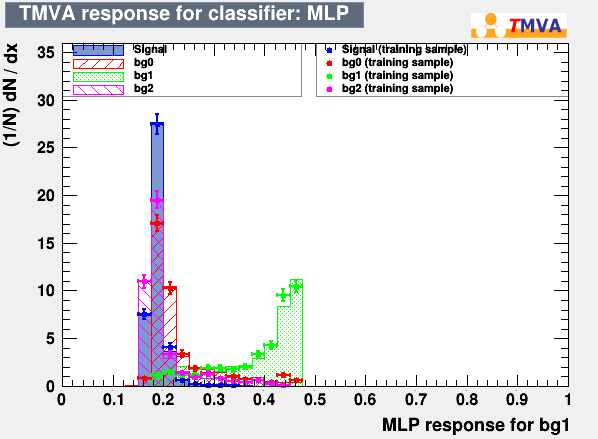 TMVA response for classifier: MLP
TMVA
(1/N) dN / dx
Signal
bg0
bg1
bg2
Signal (training sample)
bg0 (training sample)
bg1 (training sample)
bg2 (training sample)
35
30
25
20
15
10
5
0
0 0.1 0.2 0.3 0.4 0.5 0.6 0.7 0.8 0.9 1
MLP response for bg1